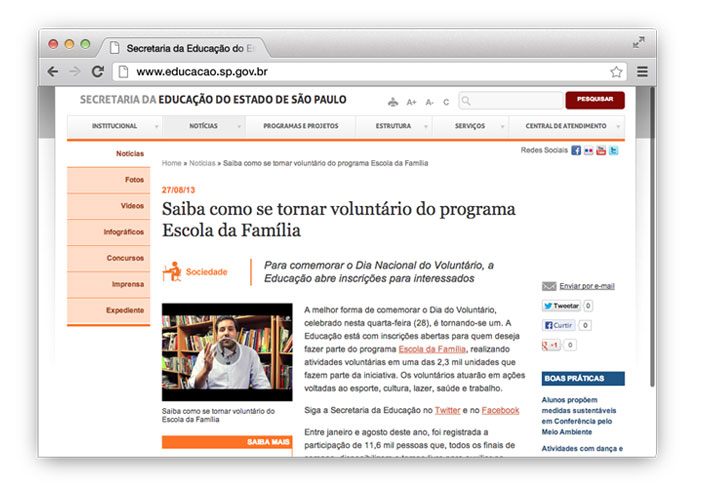 Secretaria da Educação do E
www.educacao.sp.gov.br
SECRETARIA DA EDUCAÇÃO DO ESTADO DE SÃO PAULO
A+ A- C
PESQUISAR
INSTITUCIONAL NOTÍCIAS PROGRAMAS E PROJETOS ESTRUTURA SERVIÇOS CENTRAL DE ATENDIMENTO
Redes Sociais
Notícias
Fotos
Vídeos
Infográficos
Concursos
Imprensa
Expediente
Home » Notícias » Saiba como se tornar voluntário do programa Escola da Família
27/08/13
Saiba como se tornar voluntário do programa
Escola da Família
Sociedade
Para comemorar o Dia Nacional do Voluntário, a
Educação abre inscrições para interessados
Saiba como se tornar voluntário do
Escola da Família
SAIBA MAIS
A melhor forma de comemorar o Dia do Voluntário,
celebrado nesta quarta-feira (28), é tornando-se um. A
Educação está com inscrições abertas para quem deseja
fazer parte do programa Escola da Família, realizando
atividades voluntárias em uma das 2,3 mil unidades que
fazem parte da iniciativa. Os voluntários atuarão em ações
voltadas ao esporte, cultura, lazer, saúde e trabalho.
Siga a Secretaria da Educação no Twitter e no Facebook
Entre janeiro e agosto deste ano, foi registrada a
participação de 11,6 mil pessoas que, todos os finais de
Enviar por e-mail
Tweetar 0
Curtir 0
+1 0
BOAS PRÁTICAS
Alunos propõem
medidas sustentáveis
em Conferência pelo
Meio Ambiente
Atividades com dança e